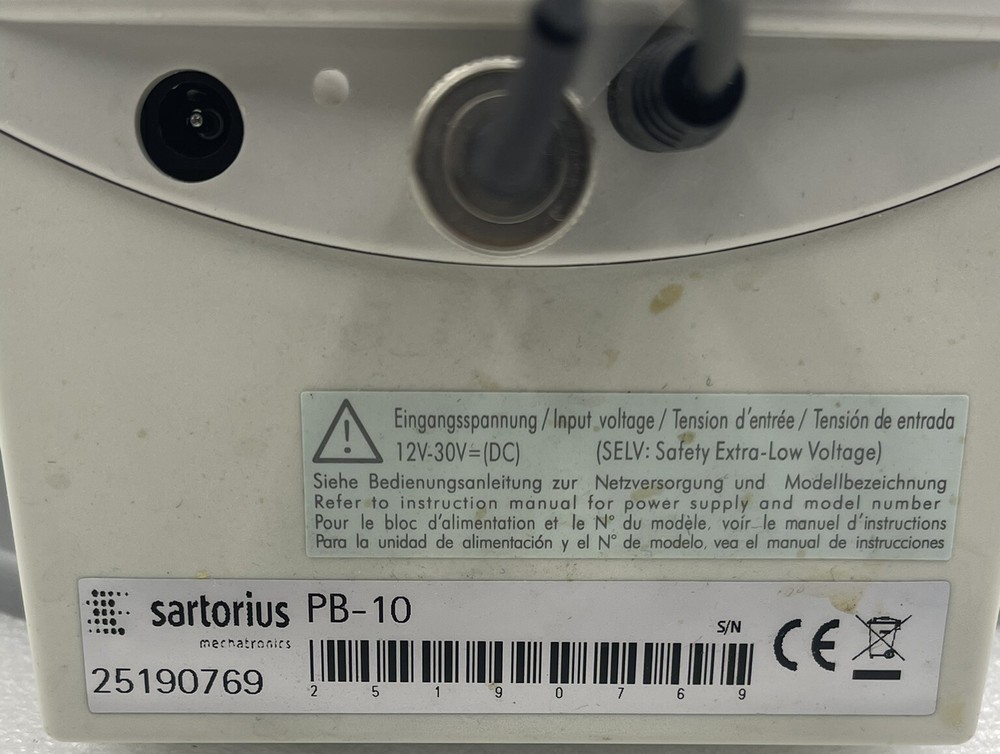 Eingangsspannung / Input voltage / Tension d'entrée / Tensión de entrada
12V-30V=(DC) (SELV: Safety Extra-Low Voltage)
Siehe Bedienungsanleitung zur Netzversorgung und Modellbezeichnung
Refer to instruction manual for power supply and model number
Pour le bloc d'alimentation et le N° du modèle, voir le manuel d'instructions
Para la unidad de alimentación y el N° de modelo, vea el manual de instrucciones
sartorius PB-10
mechatronics
S/N
25190769
2 5 1 9 0 7 6 9
CE